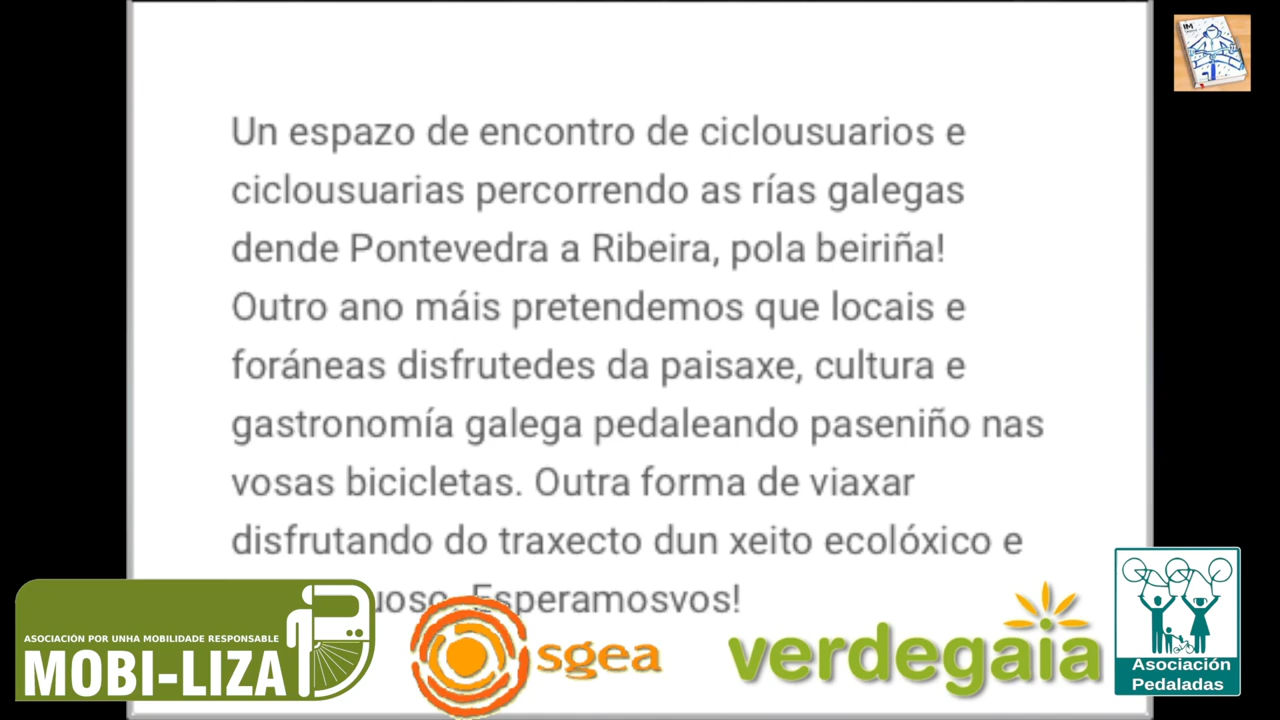 IM
Un espazo de encontro de ciclousuarios e
ciclousuarias percorrendo as rías galegas
dende Pontevedra a Ribeira, pola beiriña!
Outro ano máis pretendemos que locais e
foráneas disfrutedes da paisaxe, cultura e
gastronomía galega pedaleando paseniño nas
vosas bicicletas. Outra forma de viaxar
disfrutando do traxecto dun xeito ecolóxico e
Esperamosvos!
ASOCIACIÓN POR UNHA MOBILIDADE RESPONSABLE
MOBI-LIZA
sgea
verdegaia
Asociación
Pedaladas